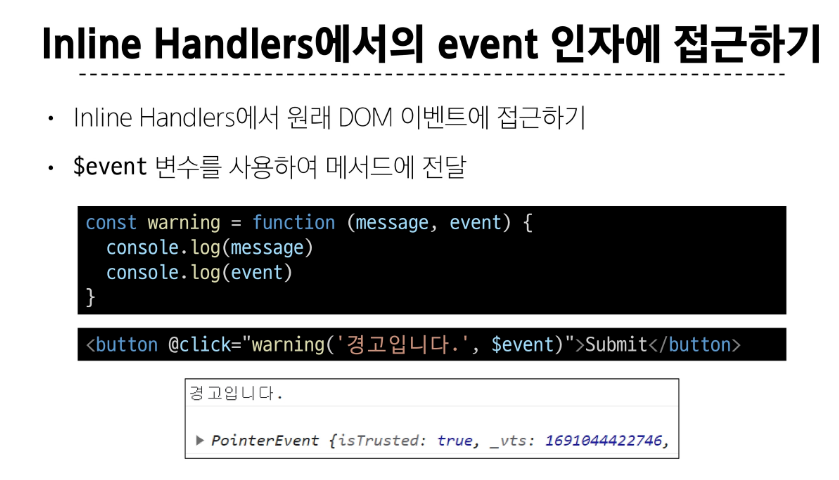 Inline Handlers에서의 event 인자에 접근하기
• Inline Handlers에서 원래 DOM 이벤트에 접근하기
• $event 변수를 사용하여 메서드에 전달
const warning = function (message, event) {
  console.log(message)
  console.log(event)
}
<button @click="warning('경고입니다.', $event)">Submit</button>
경고입니다.
▶ PointerEvent {isTrusted: true, _vts: 1691044422746,